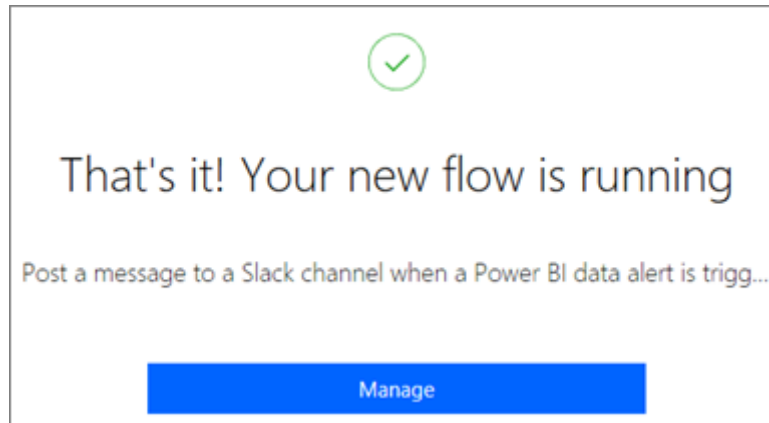 That's it! Your new flow is running
Post a message to a Slack channel when a Power BI data alert is trigg...
Manage